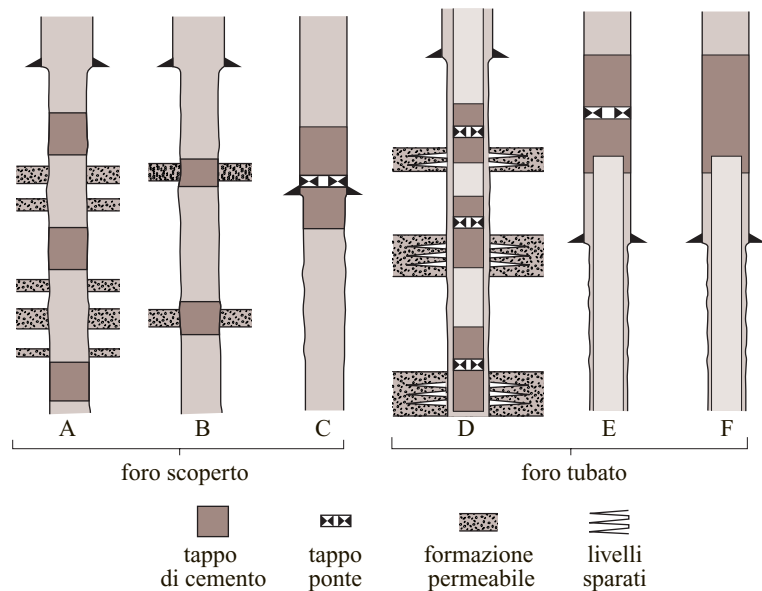 A B C D E F
foro scoperto foro tubato
tappo di cemento
tappo ponte
formazione permeabile
livelli sparati